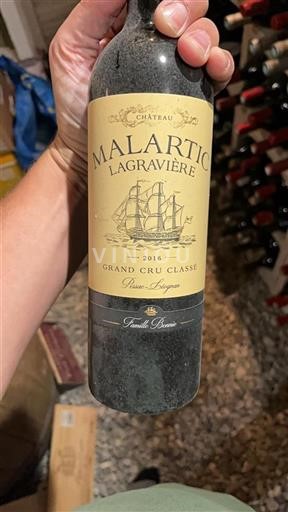 CHÂTEAU
MALARTIC
LAGRAVIÈRE
2016
GRAND CRU CLASSÉ
Pessac-Léognan
Famille Bonnie